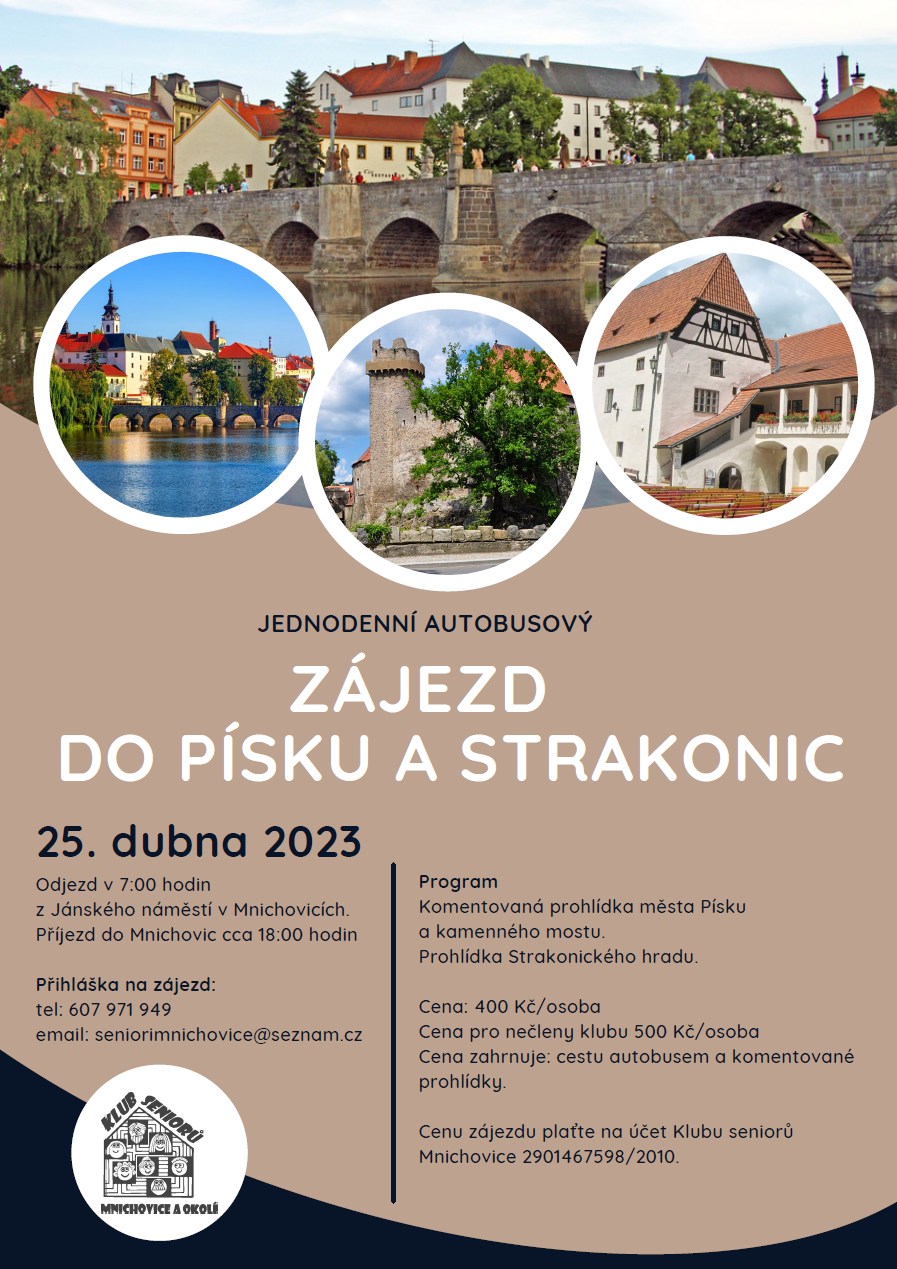 JEDNODENNÍ AUTOBUSOVÝ
ZÁJEZD
DO PÍSKU A STRAKONIC
25. dubna 2023
Odjezd v 7:00 hodin
z Jánského náměstí v Mnichovicích.
Příjezd do Mnichovic cca 18:00 hodin
Přihláška na zájezd:
tel: 607 971 949
email: seniorimnichovice@seznam.cz
KLUB SENIORŮ
MNICHOVICE A OKOLÍ
Program
Komentovaná prohlídka města Písku
a kamenného mostu.
Prohlídka Strakonického hradu.
Cena: 400 Kč/osoba
Cena pro nečleny klubu 500 Kč/osoba
Cena zahrnuje: cestu autobusem a komentované
prohlídky.
Cenu zájezdu plaťte na účet Klubu seniorů
Mnichovice 2901467598/2010.